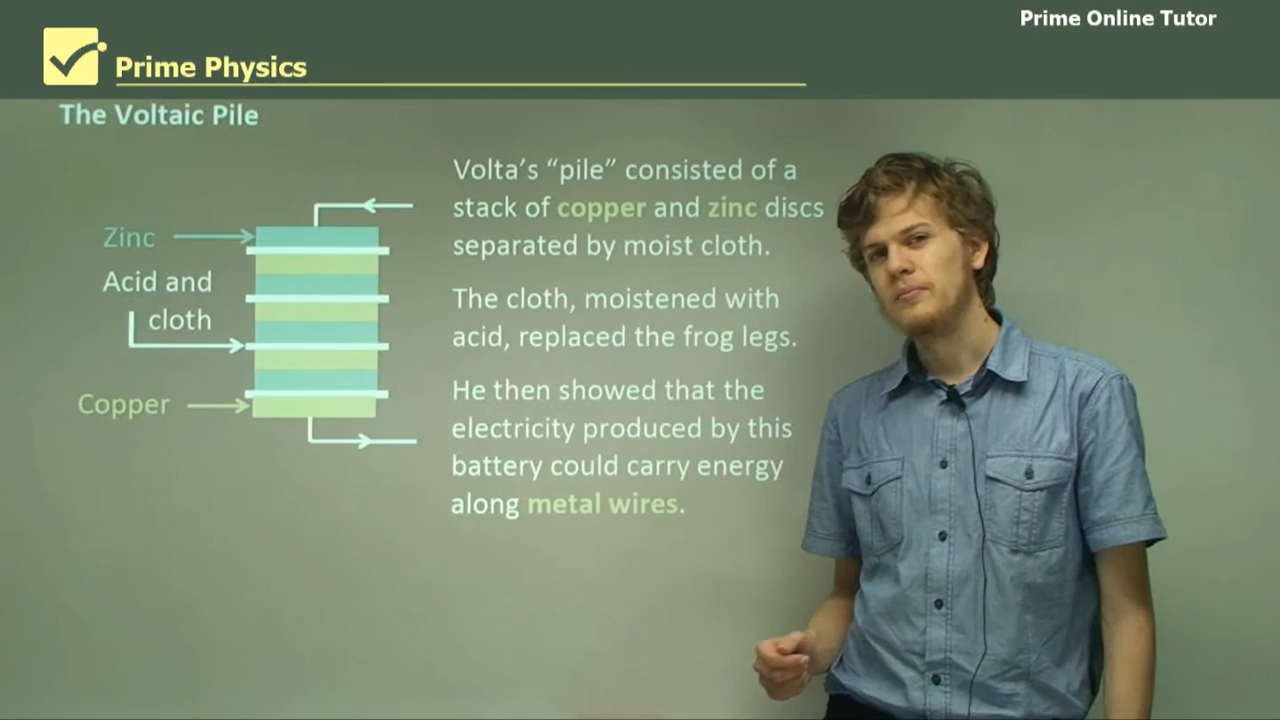 Prime Online Tutor
Prime Physics
The Voltaic Pile
Zinc
Acid and
cloth
Copper
Volta’s “pile” consisted of a
stack of copper and zinc discs
separated by moist cloth.
The cloth, moistened with
acid, replaced the frog legs.
He then showed that the
electricity produced by this
battery could carry energy
along metal wires.